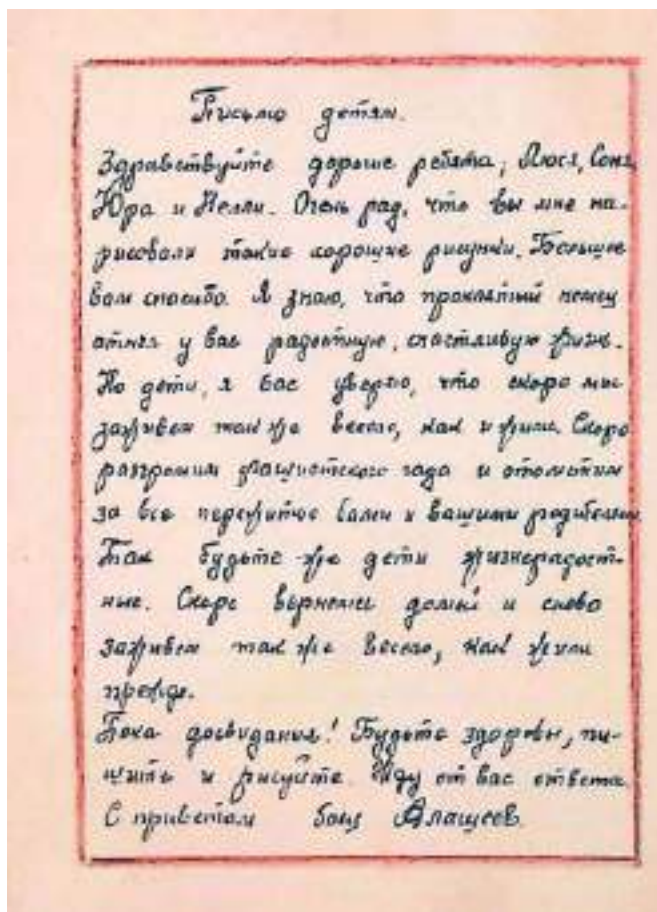 Письмо детям.
Здравствуйте дорогие ребята, Люся, Соня,
Юра и Нелли. Очень рад, что вы мне на-
рисовали такие хорошие рисунки. Большое
вам спасибо. Я знаю, что проклятый немец
отнял у вас радостную, счастливую жизнь.
Но дети, я вас уверяю, что скоро мы
заживем так же весело, как и жили. Скоро
разгромим фашистского гада и отомстим
за все пережитое вами и вашими родителями.
Так будьте же дети жизнерадост-
ные. Скоро вернемся домой и снова
заживем так же весело, как жили
прежде.
Пока досвидания! Будьте здоровы, пи-
шите и рисуйте. Жду от вас ответа.
С приветом боец Алащеев.